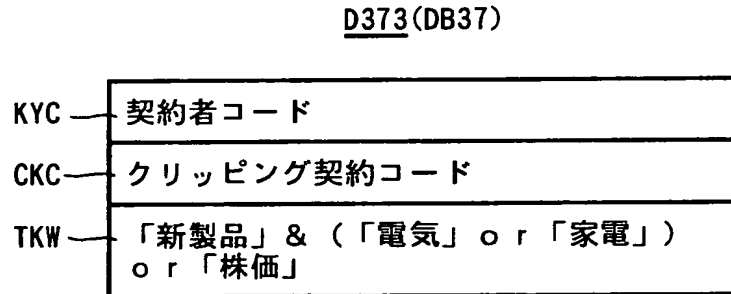 D373(DB37)
KYC 契約者コード
CKC クリッピング契約コード
TKW 「新製品」&(「電気」or「家電」)
or「株価」